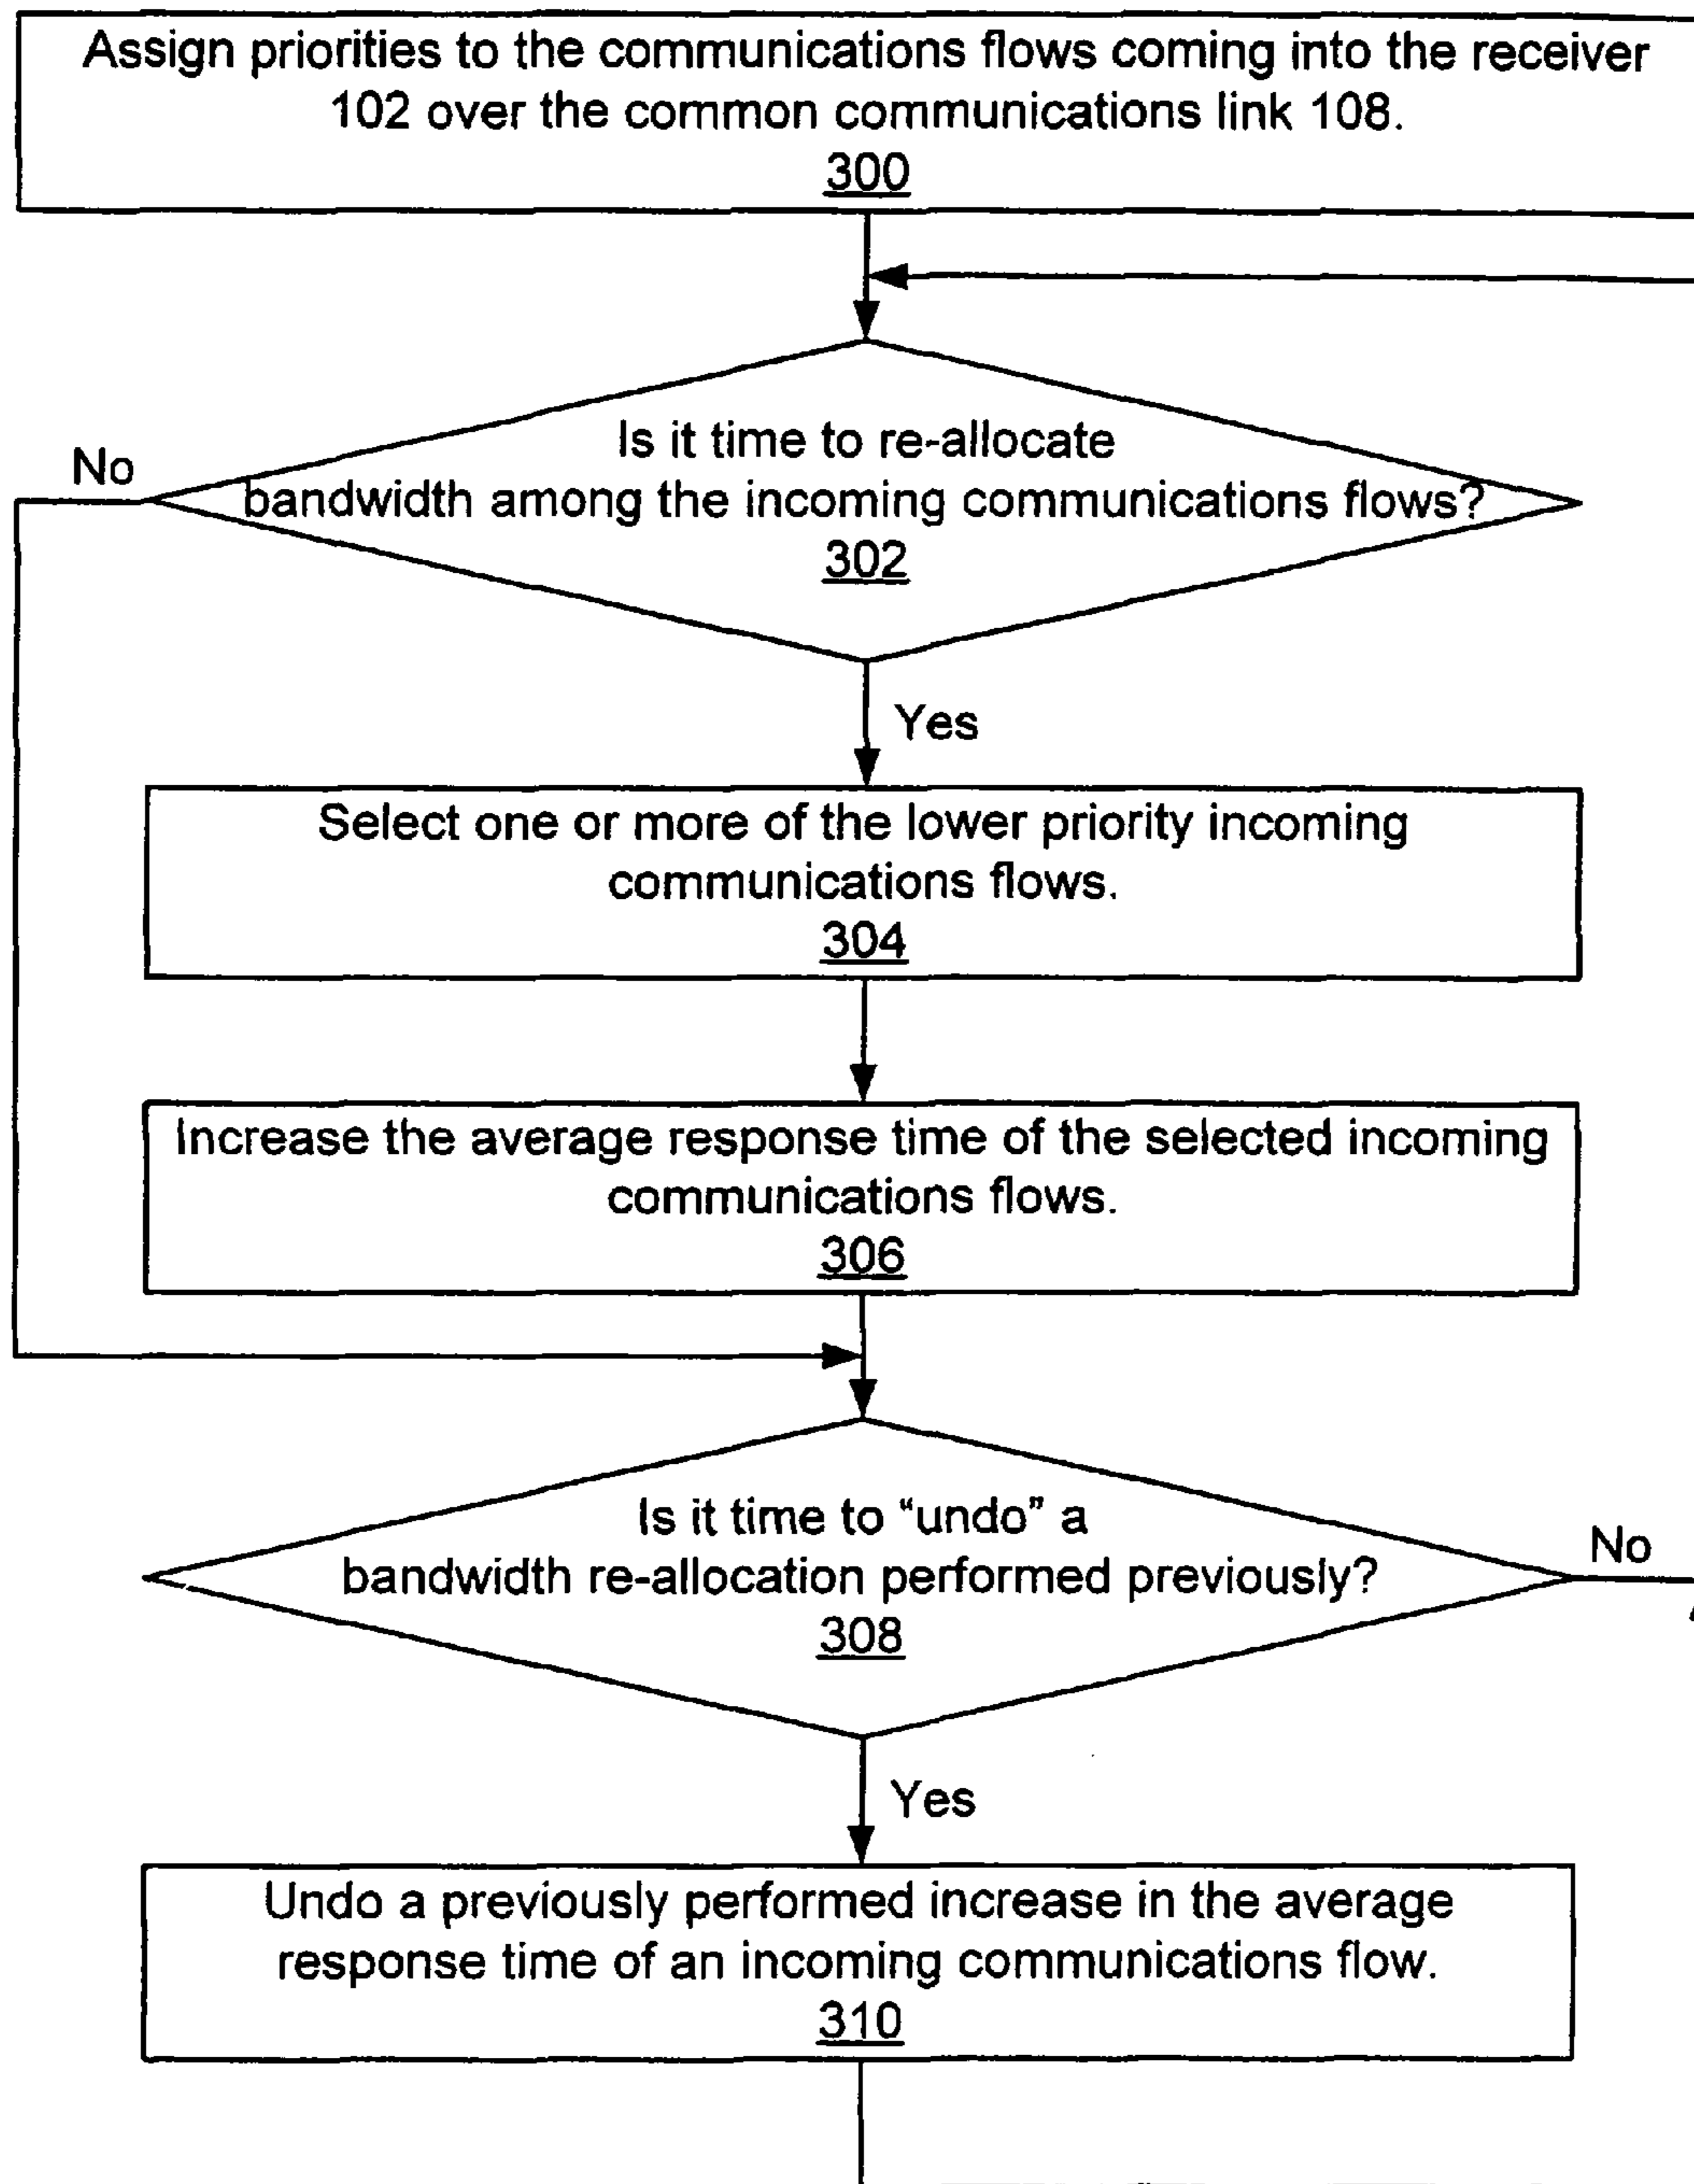 Assign priorities to the communications flows coming into the receiver
102 over the common communications link 108.
300
Is it time to re-allocate
bandwidth among the incoming communications flows?
302
No
Yes
Select one or more of the lower priority incoming
communications flows.
304
Increase the average response time of the selected incoming
communications flows.
306
Is it time to “undo” a
bandwidth re-allocation performed previously?
308
No
Yes
Undo a previously performed increase in the average
response time of an incoming communications flow.
310